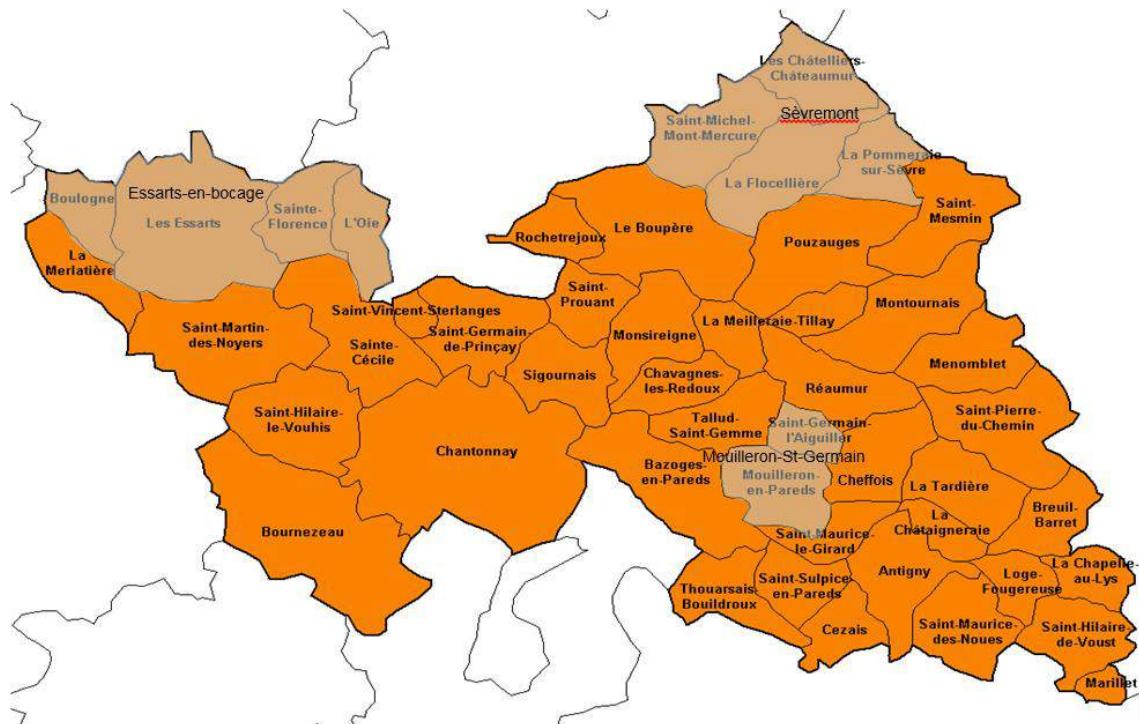 Les Châtelliers-
Châteaumur
Sèvremont
Saint-Michel-
Mont-Mercure
La Pommeraie
sur-Sèvre
La Flocellière
Boulogne
Essarts-en-bocage
Les Essarts
Sainte-
Florence
L'Oie
Saint-
Mesmin
Rochetrejoux
Le Boupère
Pouzauges
La
Merlatière
Saint-
Prouant
Montournais
Saint-Vincent-Sterlanges
Saint-Martin-
des-Noyers
Saint-Germain-
de-Prinçay
Sainte-
Cécile
Monsireigne
La Meilleraie-Tillay
Menomblet
Sigournais
Chavagnes-
les-Redoux
Réaumur
Saint-Hilaire-
le-Vouhis
Tallud-
Saint-Gemme
Saint-Germain-
l'Aiguiller
Saint-Pierre-
du-Chemin
Chantonnay
Mouilleron-St-Germain
Bazoges-
en-Pareds
Mouilleron-
en-Pareds
Cheffois
La Tardière
Breuil-
Barret
Bournezeau
La
Châtaigneraie
Saint-Maurice-
le-Girard
Antigny
Loge-
Fougereuse
La Chapelle-
au-Lys
Thouarsais-
Bouildroux
Saint-Sulpice-
en-Pareds
Cezais
Saint-Maurice-
des-Noues
Saint-Hilaire-
de-Voust
Marillet